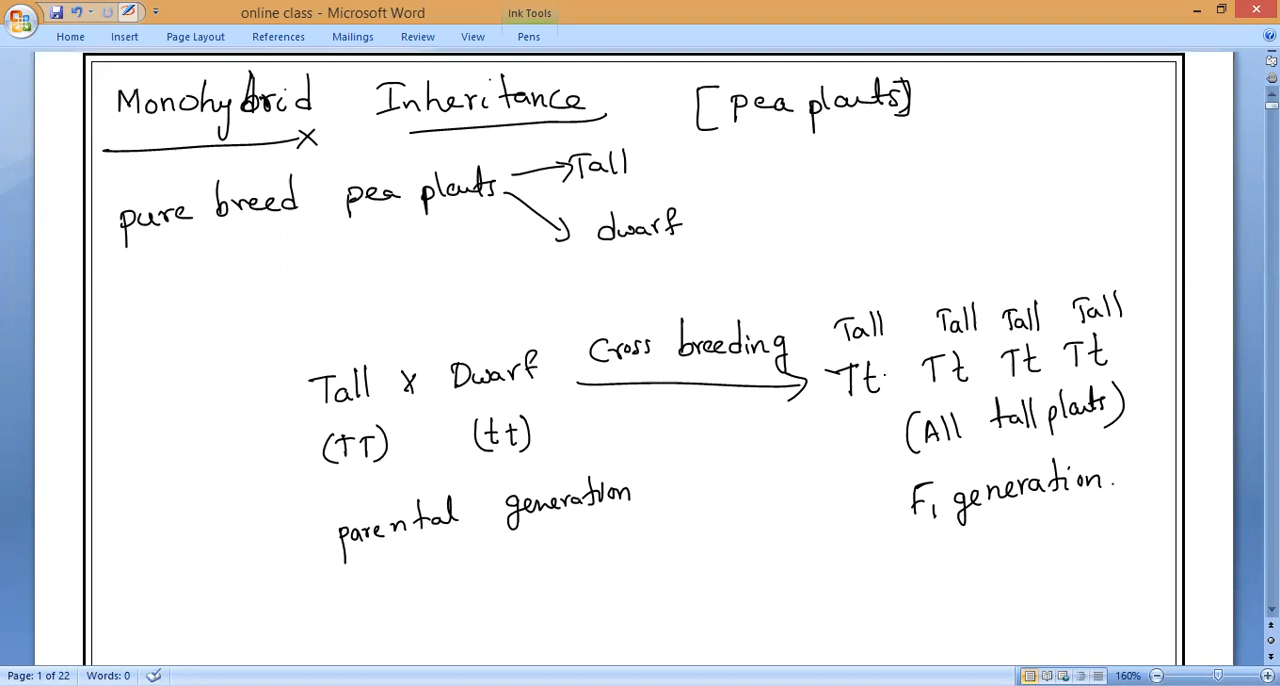 online class - Microsoft Word
Ink Tools
Home Insert Page Layout References Mailings Review View Pens
Monohybrid Inheritance [pea plants]
pure breed pea plants Tall
dwarf
Tall Tall Tall Tall
Tall x Dwarf Cross breeding Tt Tt Tt Tt
(TT) (tt) (All tall plants)
parental generation F1 generation.
Page: 1 of 22 Words: 0 160%